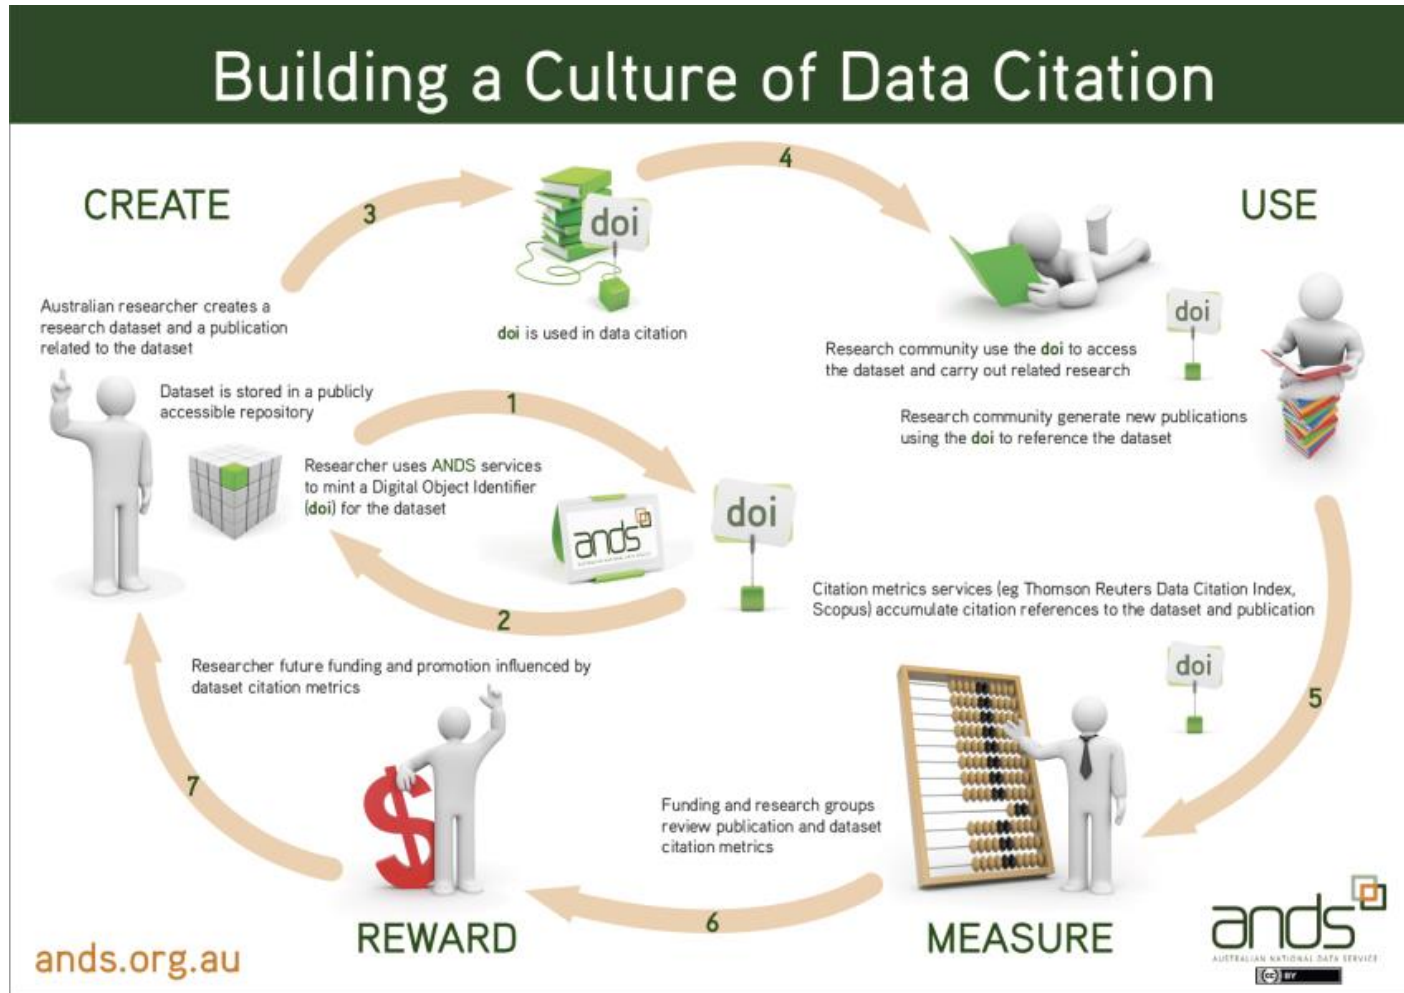 Building a Culture of Data Citation
CREATE
3
4
USE
doi
doi is used in data citation
Australian researcher creates a
research dataset and a publication
related to the dataset
Dataset is stored in a publicly
accessible repository
Researcher uses ANDS services
to mint a Digital Object Identifier
(doi) for the dataset
1
ands
doi
2
doi
Research community use the doi to access
the dataset and carry out related research
Research community generate new publications
using the doi to reference the dataset
5
Citation metrics services (eg Thomson Reuters Data Citation Index,
Scopus) accumulate citation references to the dataset and publication
doi
MEASURE
Funding and research groups
review publication and dataset
citation metrics
6
Researcher future funding and promotion influenced by
dataset citation metrics
REWARD
7
ands.org.au
ands
AUSTRALIAN NATIONAL DATA SERVICE
cc BY